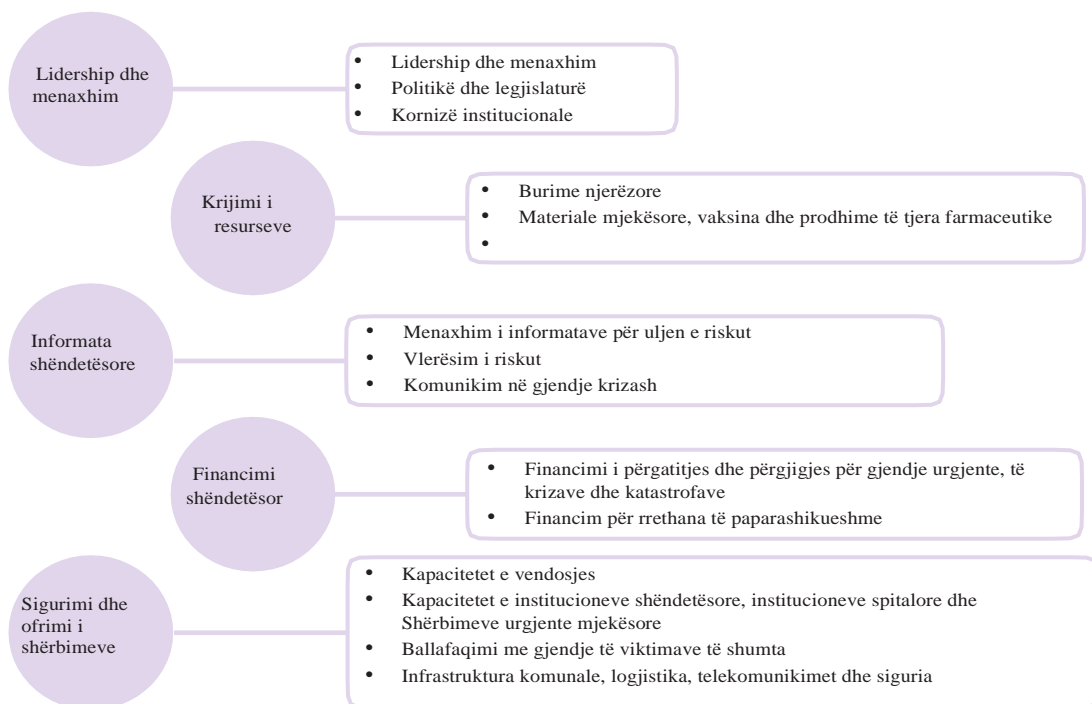 Lidership dhe
menaxhim
• Lidership dhe menaxhim
• Politikë dhe legjislaturë
• Kornizë institucionale
Krijimi i
resurseve
• Burime njerëzore
• Materiale mjekësore, vaksina dhe prodhime të tjera farmaceutike
•
Informata
shëndetësore
• Menaxhim i informatave për uljen e riskut
• Vlerësim i riskut
• Komunikim në gjendje krizash
Financimi
shëndetësor
• Financimi i përgatitjes dhe përgjigjes për gjendje urgjente, të
krizave dhe katastrofave
• Financim për rrethana të paparashikueshme
Sigurimi dhe
ofrimi i
shërbimeve
• Kapacitetet e vendosjes
• Kapacitetet e institucioneve shëndetësore, institucioneve spitalore dhe
Shërbimeve urgjente mjekësore
• Ballafaqimi me gjendje të viktimave të shumta
• Infrastruktura komunale, logjistika, telekomunikimet dhe siguria